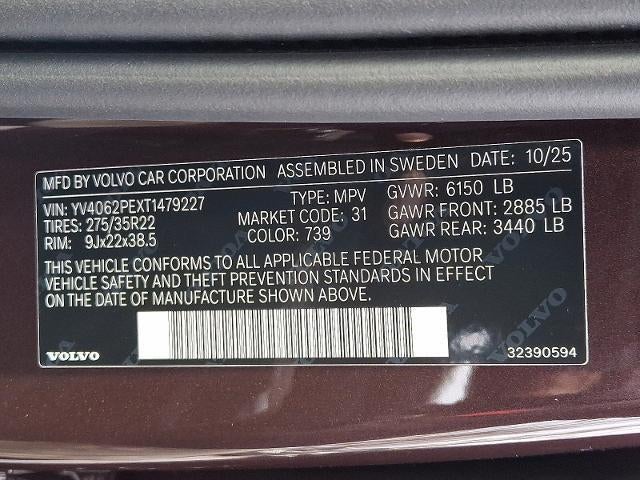 MFD BY VOLVO CAR CORPORATION ASSEMBLED IN SWEDEN DATE: 10/25
VIN: YV4062PEXT1479227 TYPE: MPV GVWR: 6150 LB
TIRES: 275/35R22 MARKET CODE: 31 GAWR FRONT: 2885 LB
RIM: 9Jx22x38.5 COLOR: 739 GAWR REAR: 3440 LB
THIS VEHICLE CONFORMS TO ALL APPLICABLE FEDERAL MOTOR
VEHICLE SAFETY AND THEFT PREVENTION STANDARDS IN EFFECT
ON THE DATE OF MANUFACTURE SHOWN ABOVE.
VOLVO 32390594